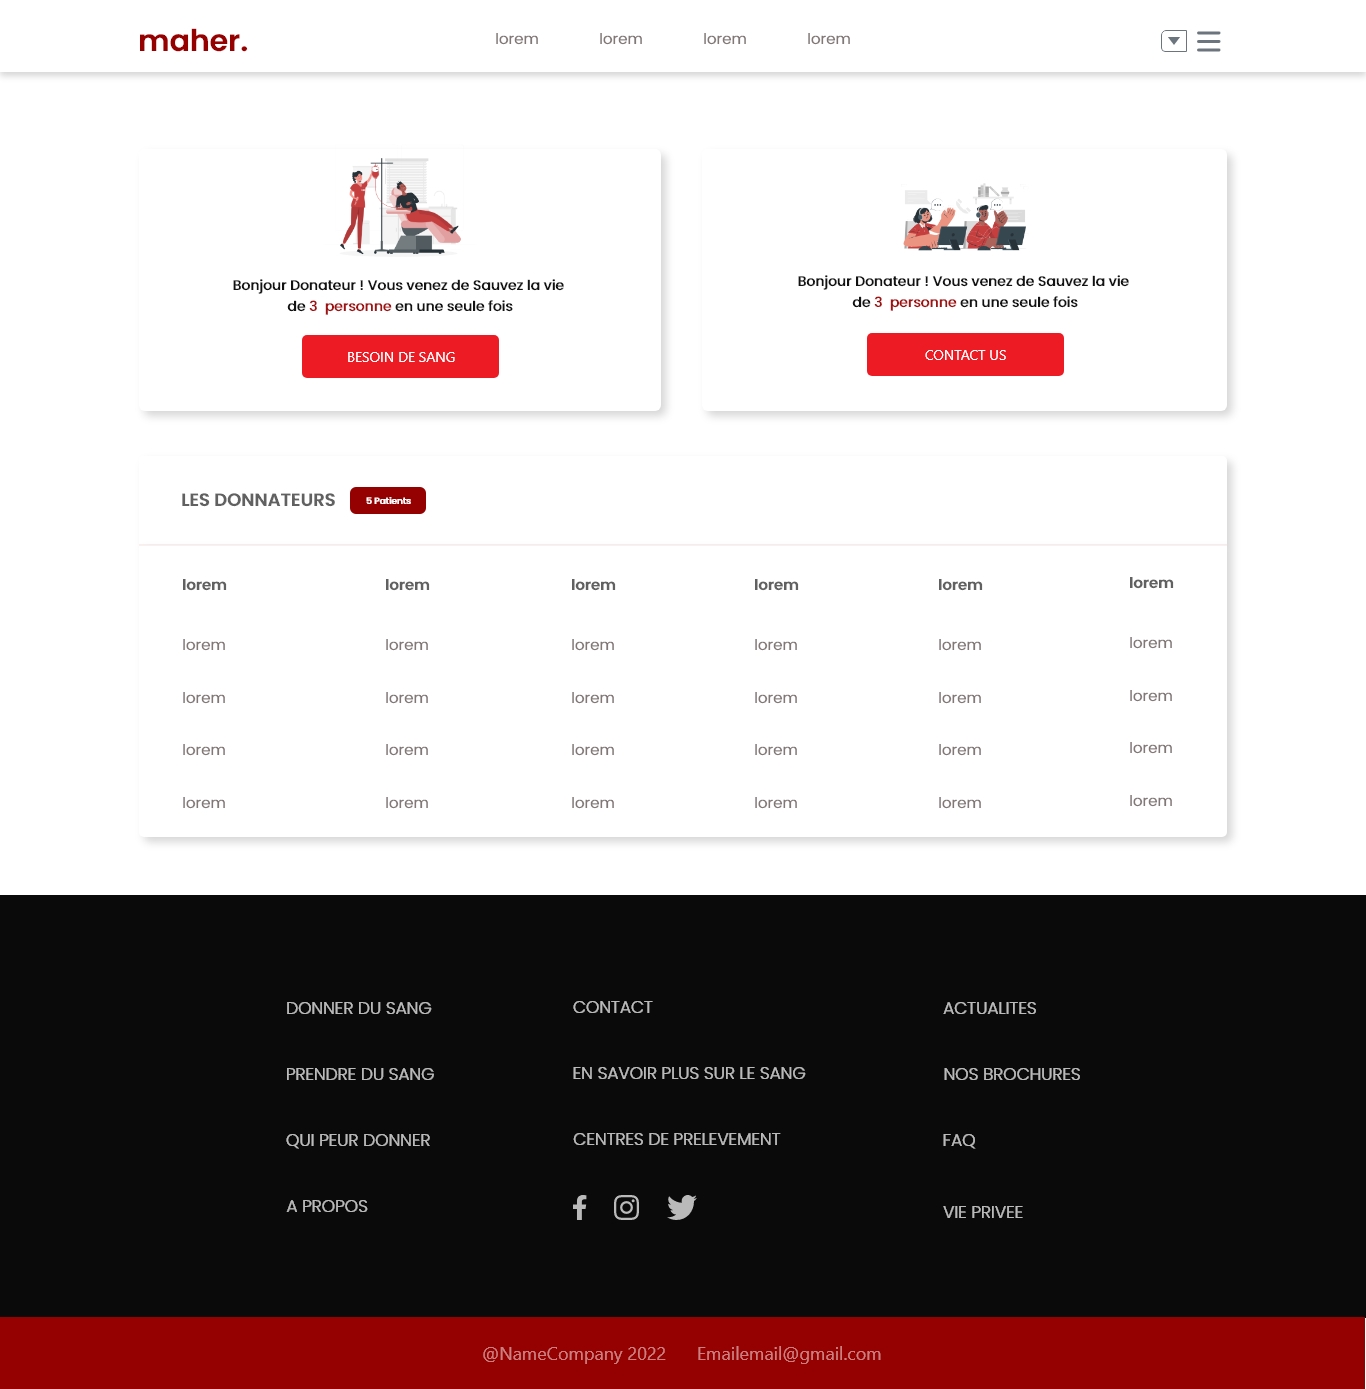 maher.
lorem lorem lorem lorem
Bonjour Donateur ! Vous venez de Sauvez la vie
de 3 personne en une seule fois
BESOIN DE SANG
Bonjour Donateur ! Vous venez de Sauvez la vie
de 3 personne en une seule fois
CONTACT US
LES DONNATEURS
5 Patients
lorem lorem lorem lorem lorem lorem
lorem lorem lorem lorem lorem lorem
lorem lorem lorem lorem lorem lorem
lorem lorem lorem lorem lorem lorem
lorem lorem lorem lorem lorem lorem
DONNER DU SANG
PRENDRE DU SANG
QUI PEUR DONNER
A PROPOS
CONTACT
EN SAVOIR PLUS SUR LE SANG
CENTRES DE PRELEVEMENT
ACTUALITES
NOS BROCHURES
FAQ
VIE PRIVEE
@NameCompany 2022 Emailemail@gmail.com